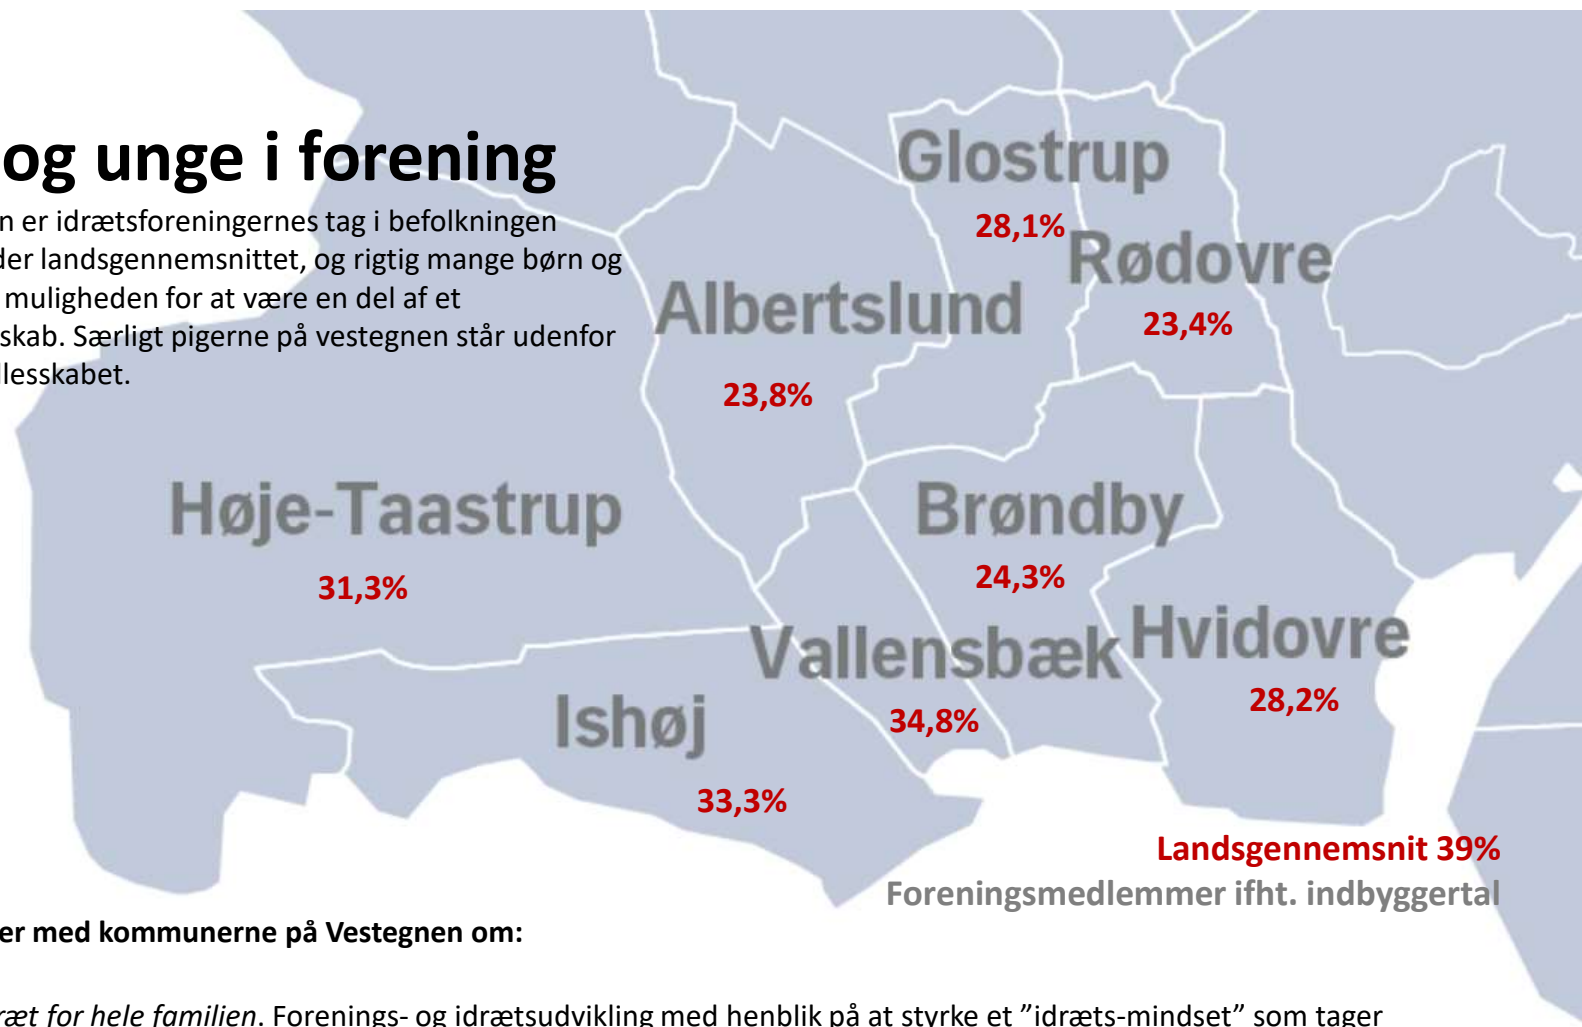 og unge i forening
n er idrætsforeningernes tag i befolkningen
der landsgennemsnittet, og rigtig mange børn og
muligheden for at være en del af et
skab. Særligt pigerne på vestegnen står udenfor
llesskabet.
Glostrup
28,1%
Rødovre
23,4%
Albertslund
23,8%
Høje-Taastrup
31,3%
Brøndby
24,3%
Vallensbæk
34,8%
Hvidovre
28,2%
Ishøj
33,3%
Landsgennemsnit 39%
Foreningsmedlemmer ifht. indbyggertal
er med kommunerne på Vestegnen om:
ræt for hele familien. Forenings- og idrætsudvikling med henblik på at styrke et ”idræts-mindset” som tager